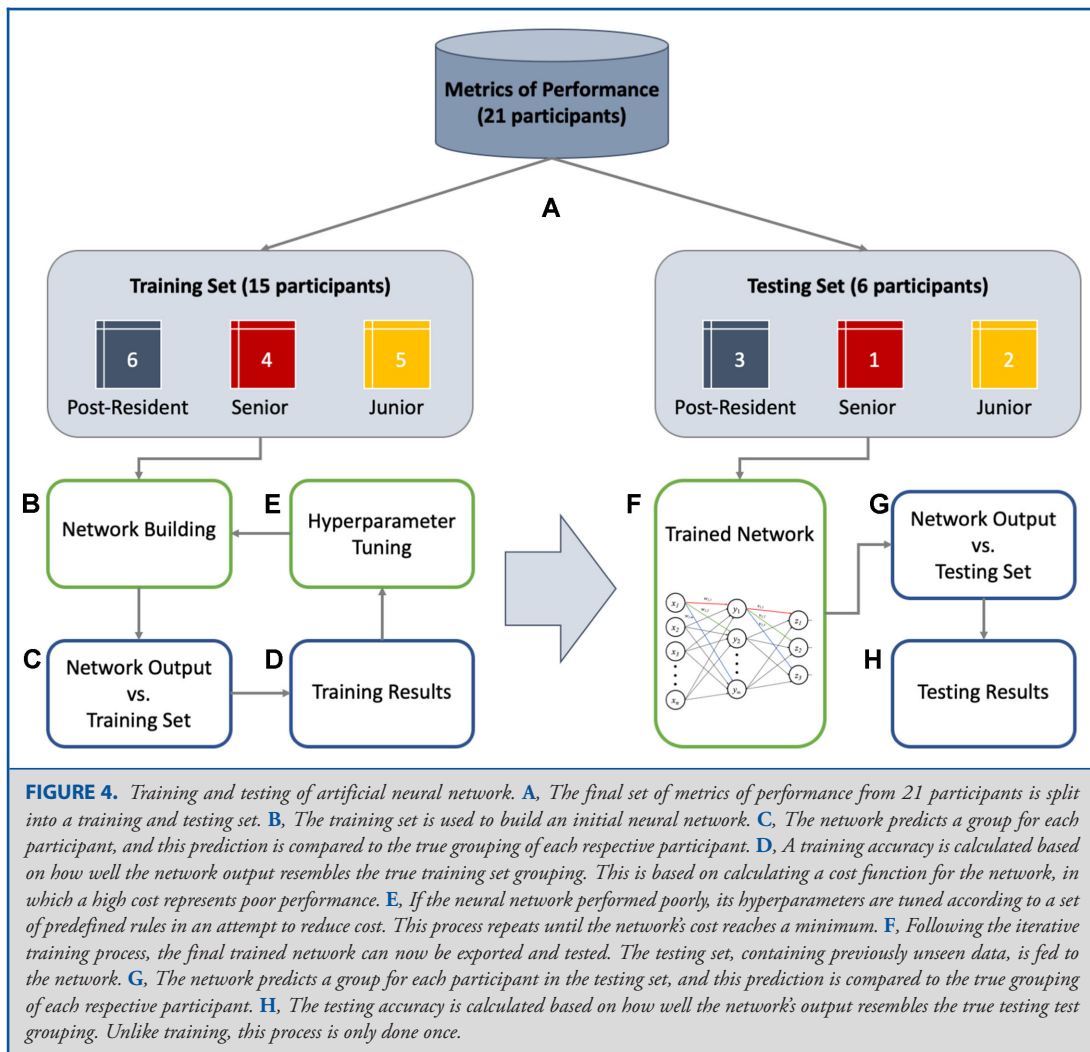 Metrics of Performance
(21 participants)
A
Training Set (15 participants)
6
4
5
Post-Resident
Senior
Junior
Testing Set (6 participants)
3
1
2
Post-Resident
Senior
Junior
B
Network Building
E
Hyperparameter
Tuning
C
Network Output
vs.
Training Set
D
Training Results
F
Trained Network
x1
x2
x3
xn
y1
y2
yn
z1
z2
z3
G
Network Output
vs.
Testing Set
H
Testing Results
FIGURE 4. Training and testing of artificial neural network. A, The final set of metrics of performance from 21 participants is split
into a training and testing set. B, The training set is used to build an initial neural network. C, The network predicts a group for each
participant, and this prediction is compared to the true grouping of each respective participant. D, A training accuracy is calculated based
on how well the network output resembles the true training set grouping. This is based on calculating a cost function for the network, in
which a high cost represents poor performance. E, If the neural network performed poorly, its hyperparameters are tuned according to a set
of predefined rules in an attempt to reduce cost. This process repeats until the network's cost reaches a minimum. F, Following the iterative
training process, the final trained network can now be exported and tested. The testing set, containing previously unseen data, is fed to
the network. G, The network predicts a group for each participant in the testing set, and this prediction is compared to the true grouping
of each respective participant. H, The testing accuracy is calculated based on how well the network's output resembles the true testing test
grouping. Unlike training, this process is only done once.